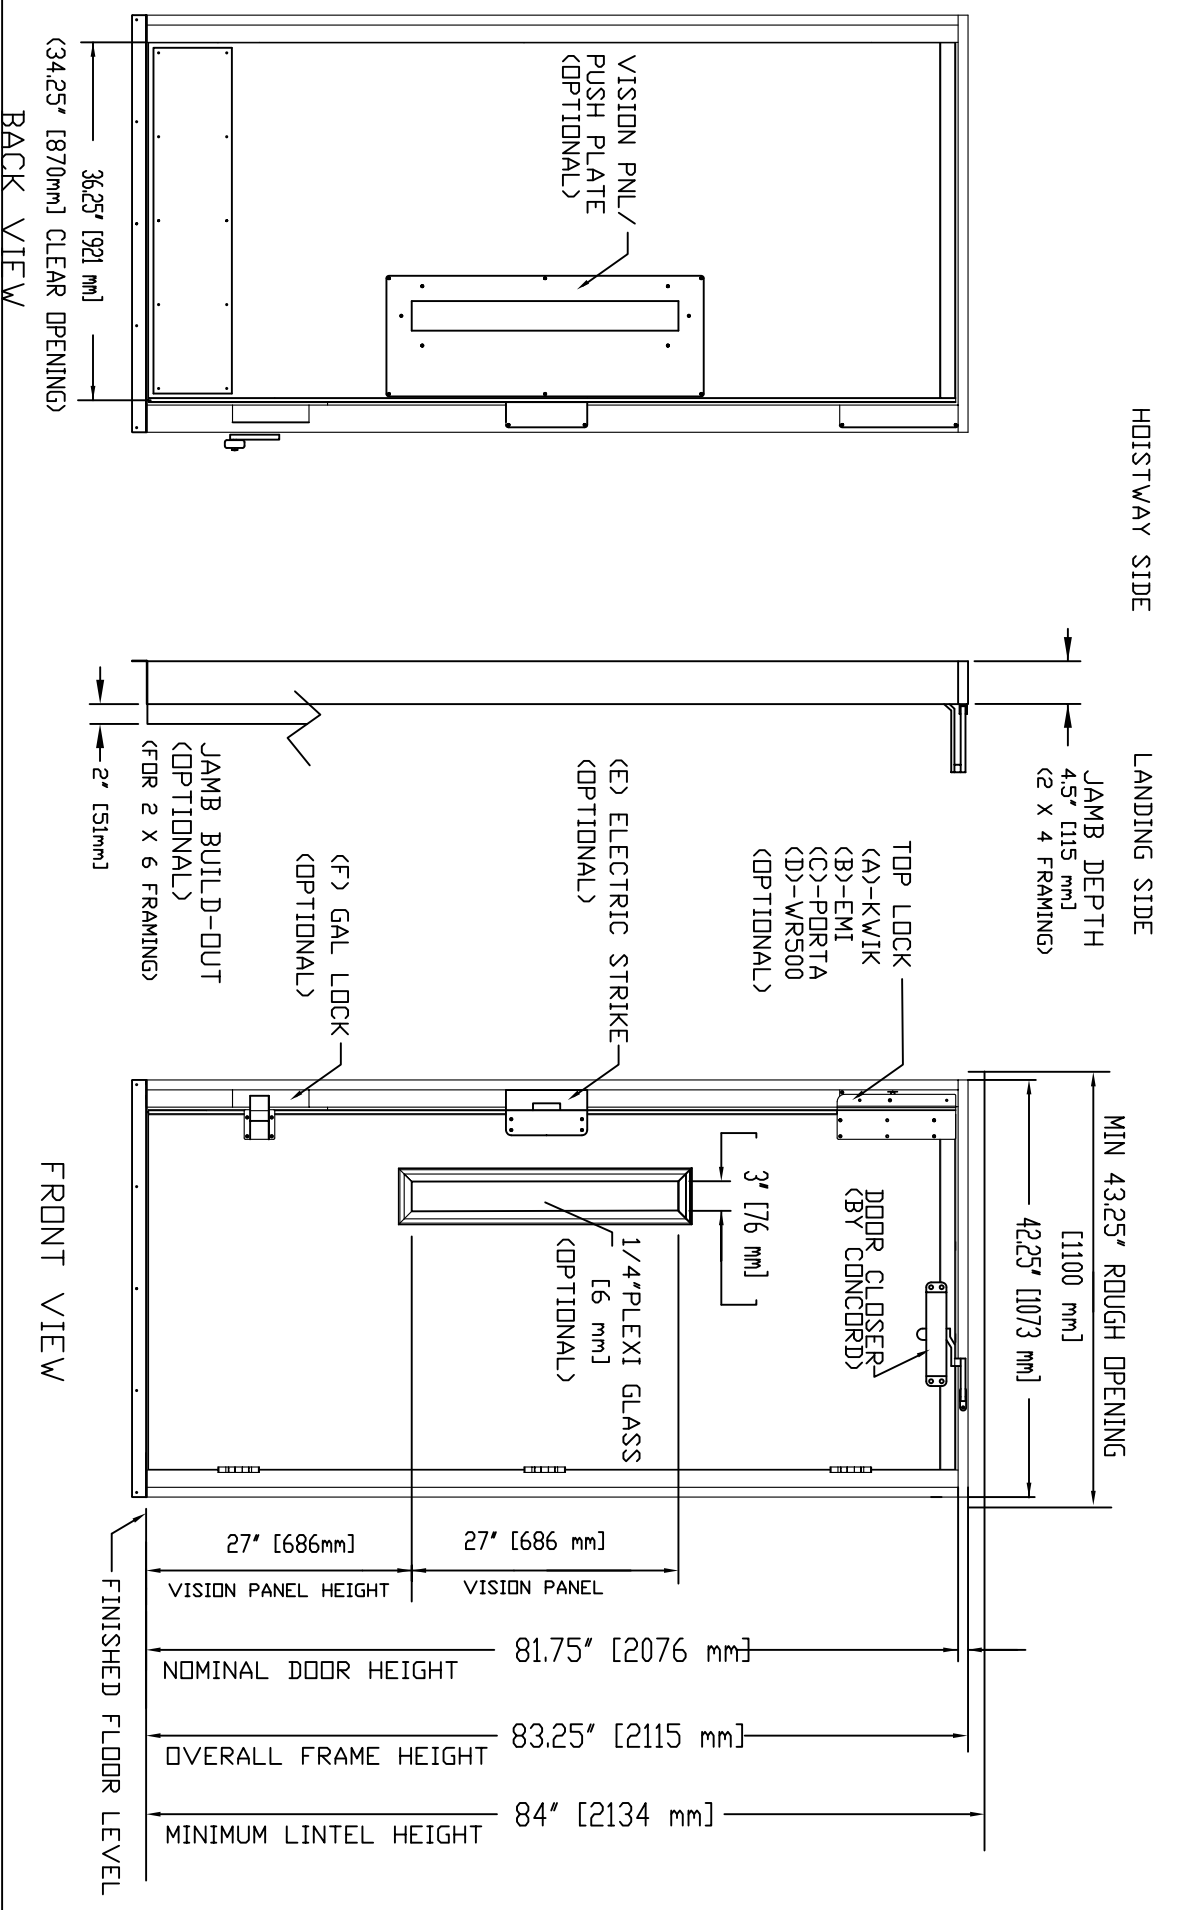 HOISTWAY SIDE
LANDING SIDE
VISION PNL/
PUSH PLATE
(OPTIONAL)
36.25" [921 mm]
(34.25" [870mm] CLEAR OPENING)
BACK VIEW
JAMB DEPTH
4.5" [115 mm]
(2 X 4 FRAMING)
2" [51mm]
JAMB BUILD-OUT
(OPTIONAL)
(FOR 2 X 6 FRAMING)
TOP LOCK
(A)-KWIK
(B)-EMI
(C)-PORTA
(D)-WR500
(OPTIONAL)
(E) ELECTRIC STRIKE
(OPTIONAL)
(F) GAL LOCK
(OPTIONAL)
MIN 43.25" ROUGH OPENING
[1100 mm]
42.25" [1073 mm]
DOOR CLOSER
(BY CONCORD)
3" [76 mm]
1/4"PLEXI GLASS
[6 mm]
(OPTIONAL)
FRONT VIEW
27" [686mm]
VISION PANEL HEIGHT
27" [686 mm]
VISION PANEL
81.75" [2076 mm]
NOMINAL DOOR HEIGHT
83.25" [2115 mm]
OVERALL FRAME HEIGHT
84" [2134 mm]
MINIMUM LINTEL HEIGHT
FINISHED FLOOR LEVEL